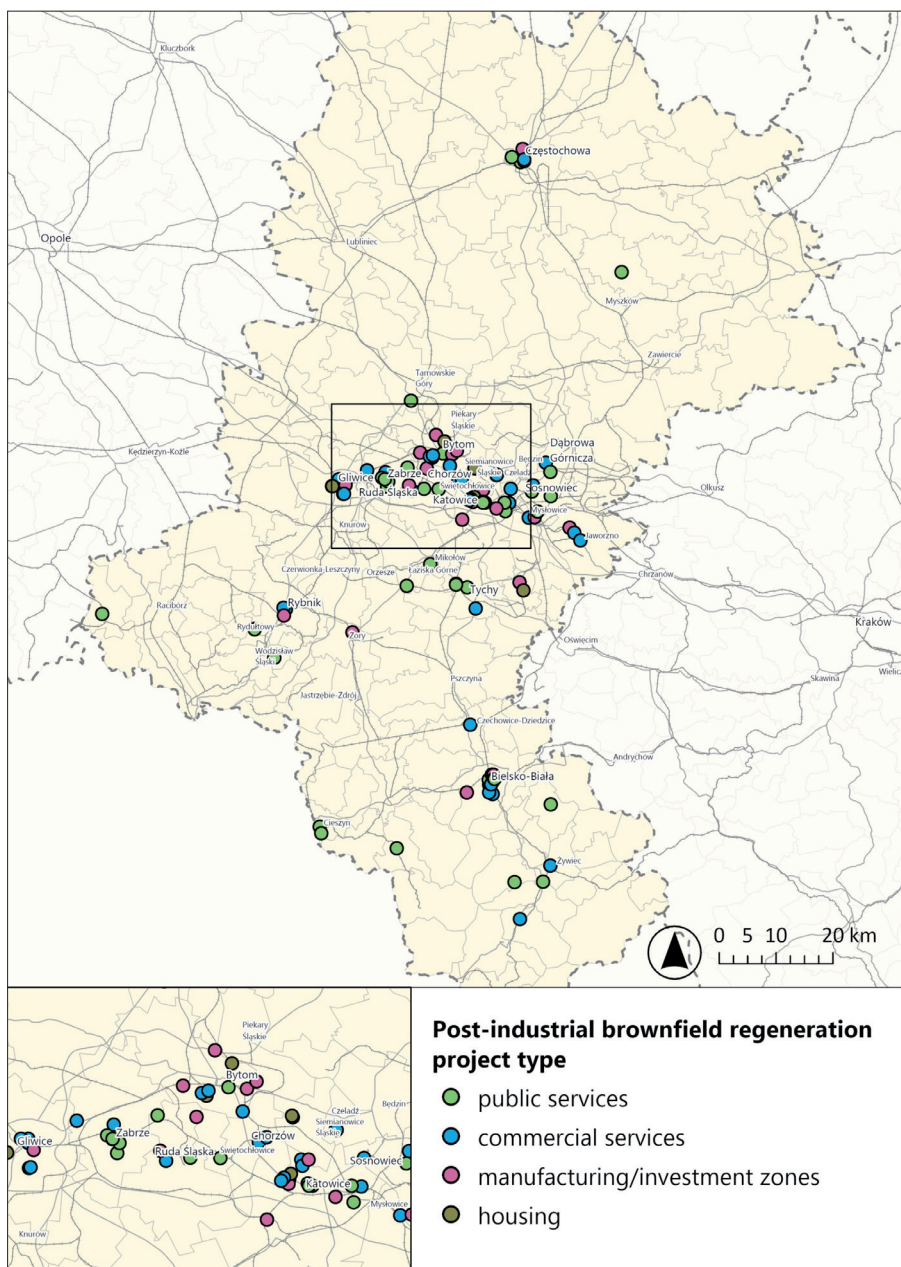 Kluczbork
Częstochowa
Opole
Lubliniec
Myszków
Zawiercie
Tarnowskie
Góry
Piekary
Śląskie
Kędzierzyn-Koźle
Bytom
Dąbrowa
Górnicza
Siemianowice
Śląskie
Będzin
Czeladź
Olkusz
Gliwice
Zabrze
Chorzów
Świętochłowice
Sosnowiec
Ruda Śląska
Katowice
Mysłowice
Knurów
Jaworzno
Mikołów
Czerwionka-Leszczyny
Orzesze
Łaziska Górne
Chrzanów
Tychy
Racibórz
Rybnik
Kraków
Rydułtowy
Żory
Oświęcim
Wodzisław
Śląski
Skawina
Wielic
Pszczyna
Jastrzębie-Zdrój
Czechowice-Dziedzice
Andrychów
Bielsko-Biała
Cieszyn
Żywiec
0 5 10 20 km
Piekary
Śląskie
Bytom
Będzin
Czeladź
Siemianowice
Śląskie
Gliwice
Zabrze
Chorzów
Ruda Śląska
Świętochłowice
Sosnowiec
Katowice
Mysłowice
Knurów
Post-industrial brownfield regeneration
project type
public services
commercial services
manufacturing/investment zones
housing